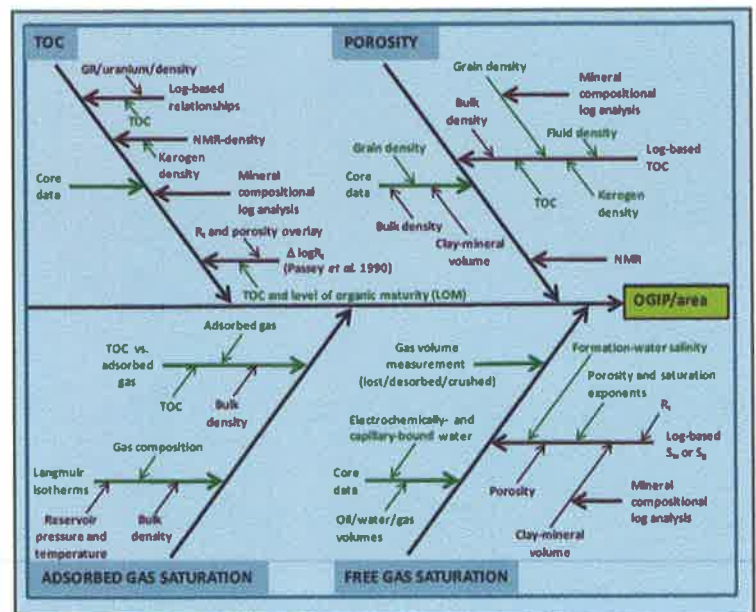 TOC
GR/uranium/density
Log-based
relationships
TOC
NMR-density
Kerogen
density
Core
data
Mineral
compositional
log analysis
Rt and porosity overlay
Δ logRt
(Passey et al. 1990)
TOC and level of organic maturity (LOM)
POROSITY
Grain density
Mineral
compositional
log analysis
Bulk
density
Fluid density
Log-based
TOC
Grain density
Core
data
TOC
Kerogen
density
Bulk density
Clay-mineral
volume
NMR
OGIP/area
Adsorbed gas
TOC vs.
adsorbed
gas
TOC
Bulk
density
Gas composition
Langmuir
isotherms
Reservoir
pressure and
temperature
Bulk
density
ADSORBED GAS SATURATION
Formation-water salinity
Gas volume
measurement
(lost/desorbed/crushed)
Porosity and saturation
exponents
Rt
Electrochemically- and
capillary-bound water
Log-based
Sw or Sg
Core
data
Porosity
Mineral
compositional
log analysis
Oil/water/gas
volumes
Clay-mineral
volume
FREE GAS SATURATION